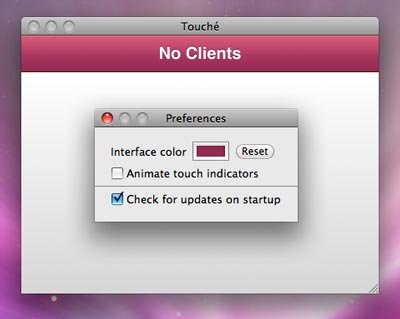 Touché
No Clients
Preferences
Interface color
Reset
Animate touch indicators
Check for updates on startup